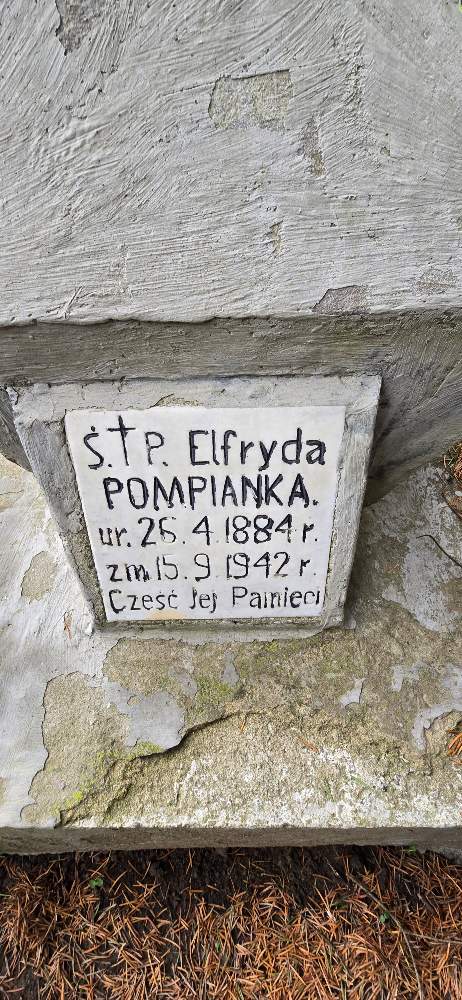 Ś.†P. Elfryda
POMPIANKA.
ur. 26.4.1884 r.
zm. 15.9.1942 r.
Cześć Jej Pamięci